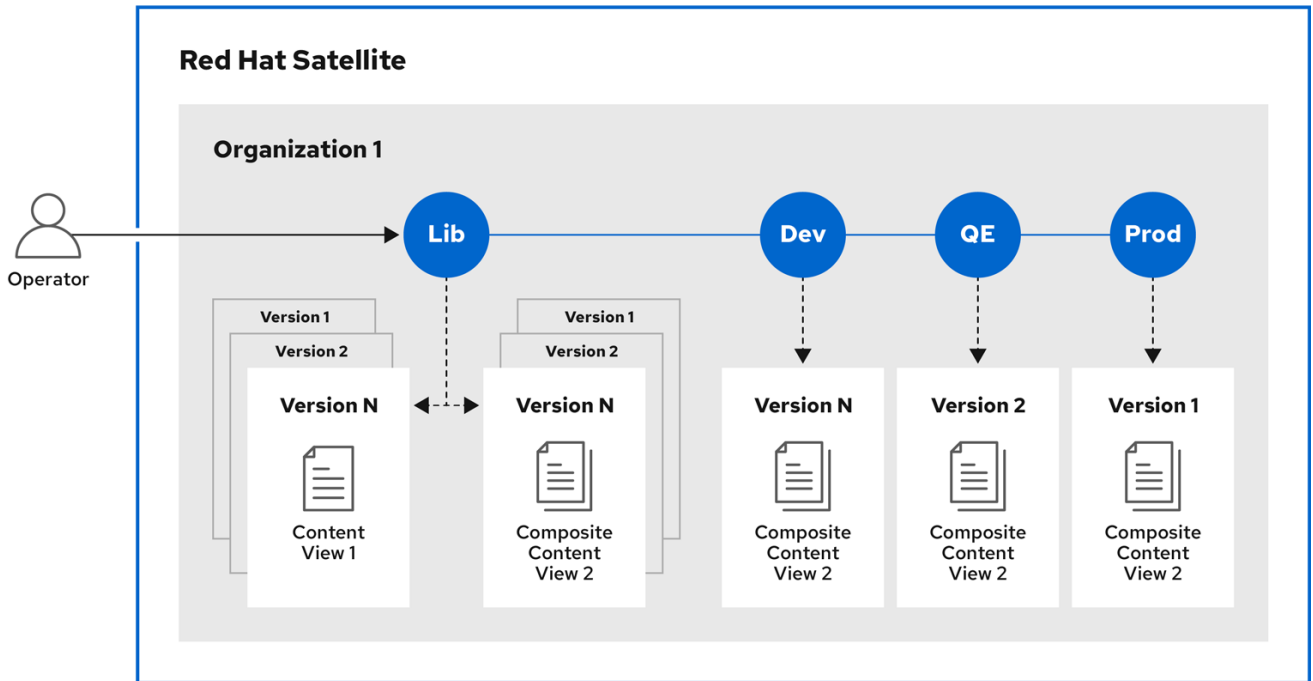 Red Hat Satellite
Organization 1
Operator
Lib
Dev
QE
Prod
Version 1
Version 2
Version N
Content
View 1
Version 1
Version 2
Version N
Composite
Content
View 2
Version N
Composite
Content
View 2
Version 2
Composite
Content
View 2
Version 1
Composite
Content
View 2